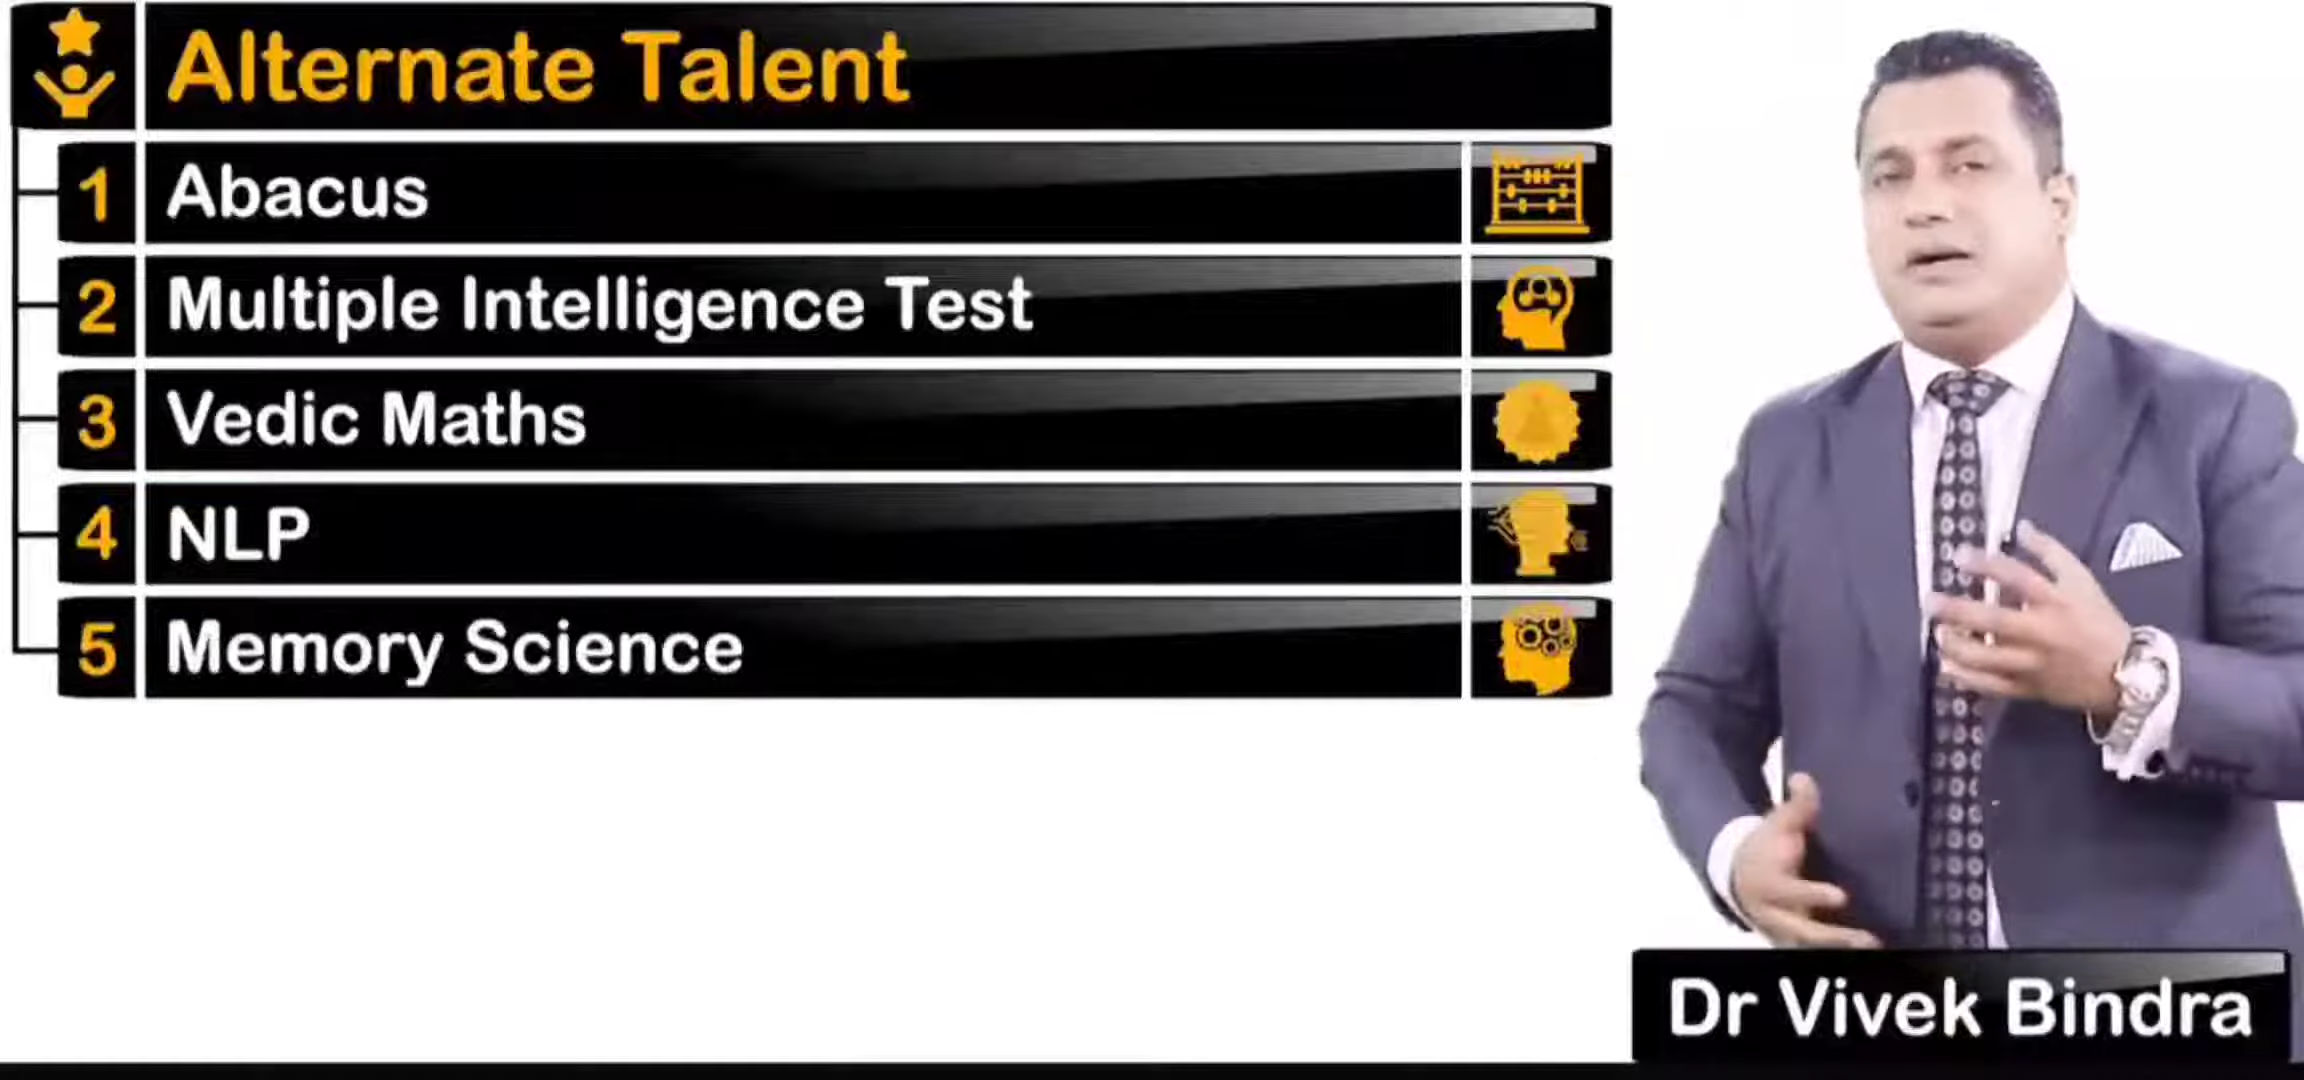 Alternate Talent
1 Abacus
2 Multiple Intelligence Test
3 Vedic Maths
4 NLP
5 Memory Science
Dr Vivek Bindra